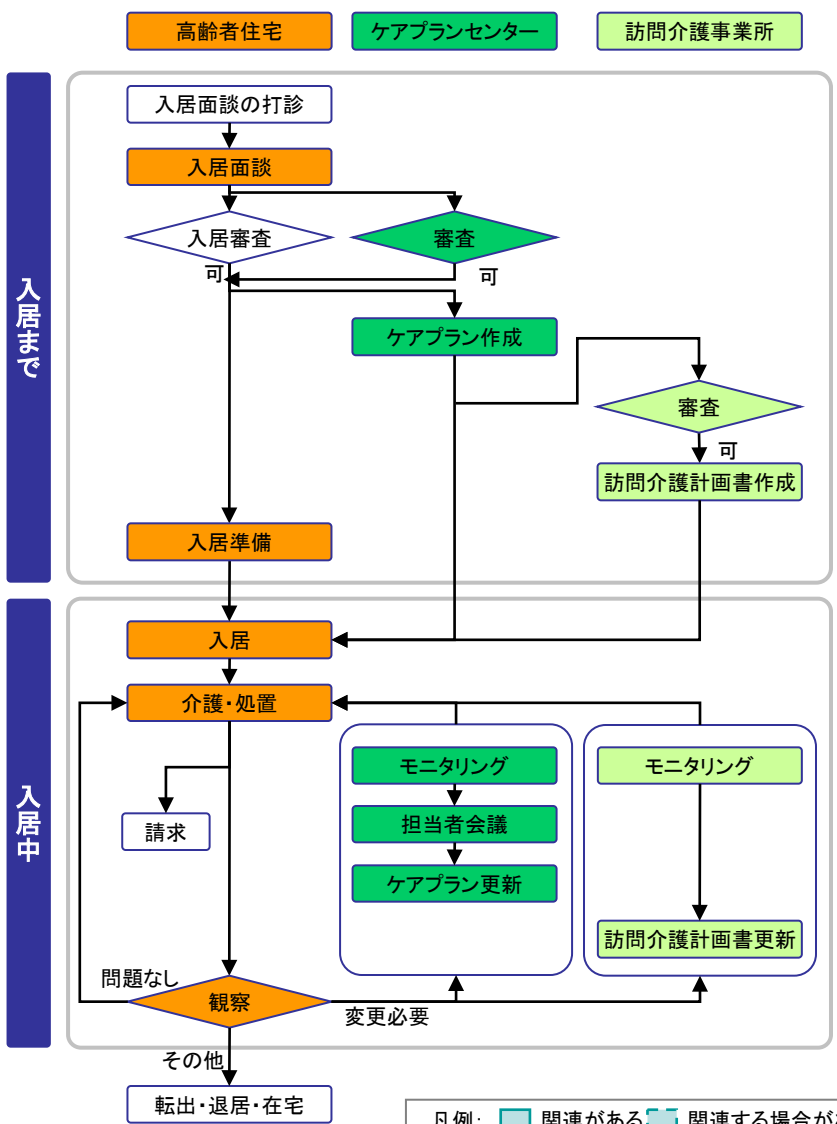 高齢者住宅
ケアプランセンター
訪問介護事業所
入居まで
入居面談の打診
入居面談
入居審査
審査
可
可
ケアプラン作成
審査
可
訪問介護計画書作成
入居準備
入居中
入居
介護・処置
モニタリング
モニタリング
請求
担当者会議
ケアプラン更新
訪問介護計画書更新
問題なし
観察
変更必要
その他
転出・退居・在宅
凡例: 関連がある 関連する場合が